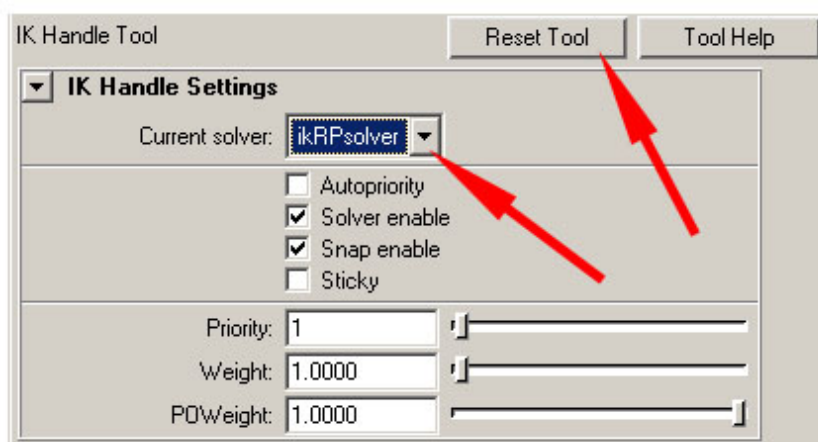 IK Handle Tool Reset Tool Tool Help
IK Handle Settings
Current solver: ikRPsolver
Autopriority
Solver enable
Snap enable
Sticky
Priority: 1
Weight: 1.0000
POWeight: 1.0000